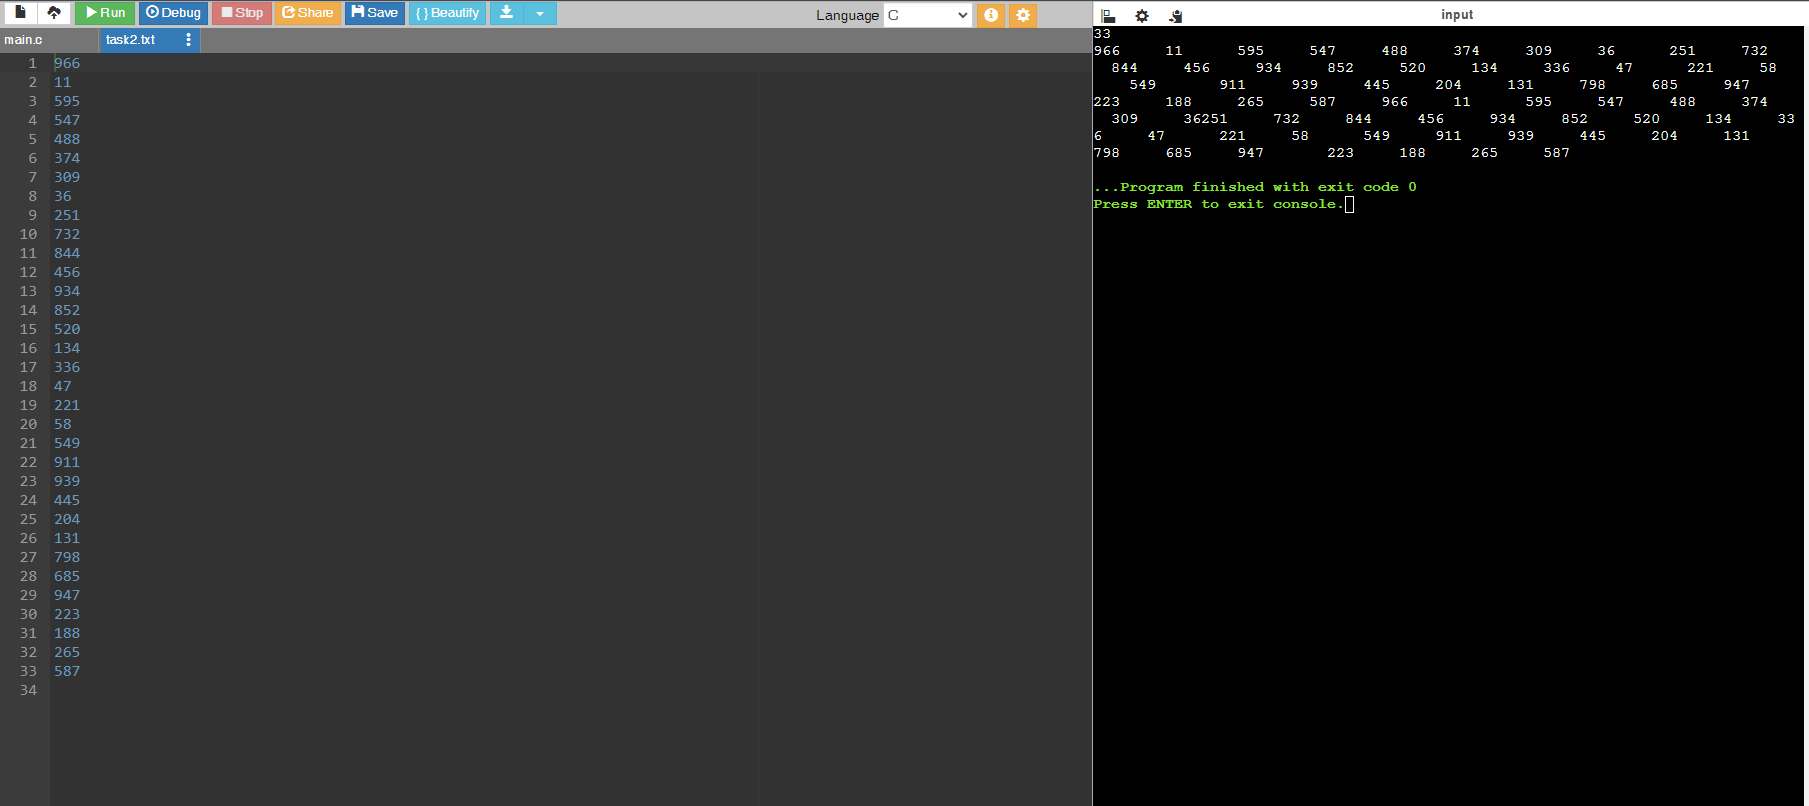 Run Debug Stop Share Save { } Beautify Language C
main.c task2.txt
1 966
2 11
3 595
4 547
5 488
6 374
7 309
8 36
9 251
10 732
11 844
12 456
13 934
14 852
15 520
16 134
17 336
18 47
19 221
20 58
21 549
22 911
23 939
24 445
25 204
26 131
27 798
28 685
29 947
30 223
31 188
32 265
33 587
34
input
33
966 11 595 547 488 374 309 36 251 732
844 456 934 852 520 134 336 47 221 58
549 911 939 445 204 131 798 685 947
223 188 265 587 966 11 595 547 488 374
309 36251 732 844 456 934 852 520 134 33
6 47 221 58 549 911 939 445 204 131
798 685 947 223 188 265 587
...Program finished with exit code 0
Press ENTER to exit console.